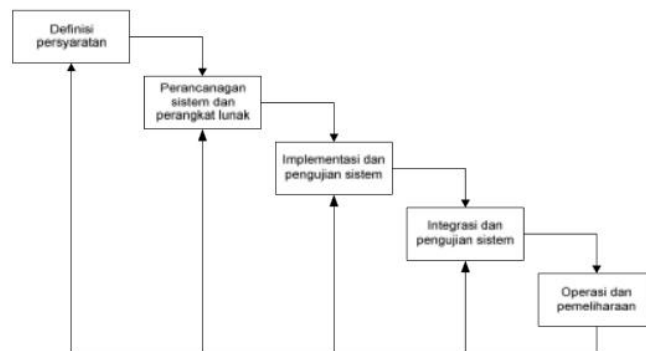 Definisi
persyaratan
Perancanagan
sistem dan
perangkat lunak
Implementasi dan
pengujian sistem
Integrasi dan
pengujian sistem
Operasi dan
pemeliharaan